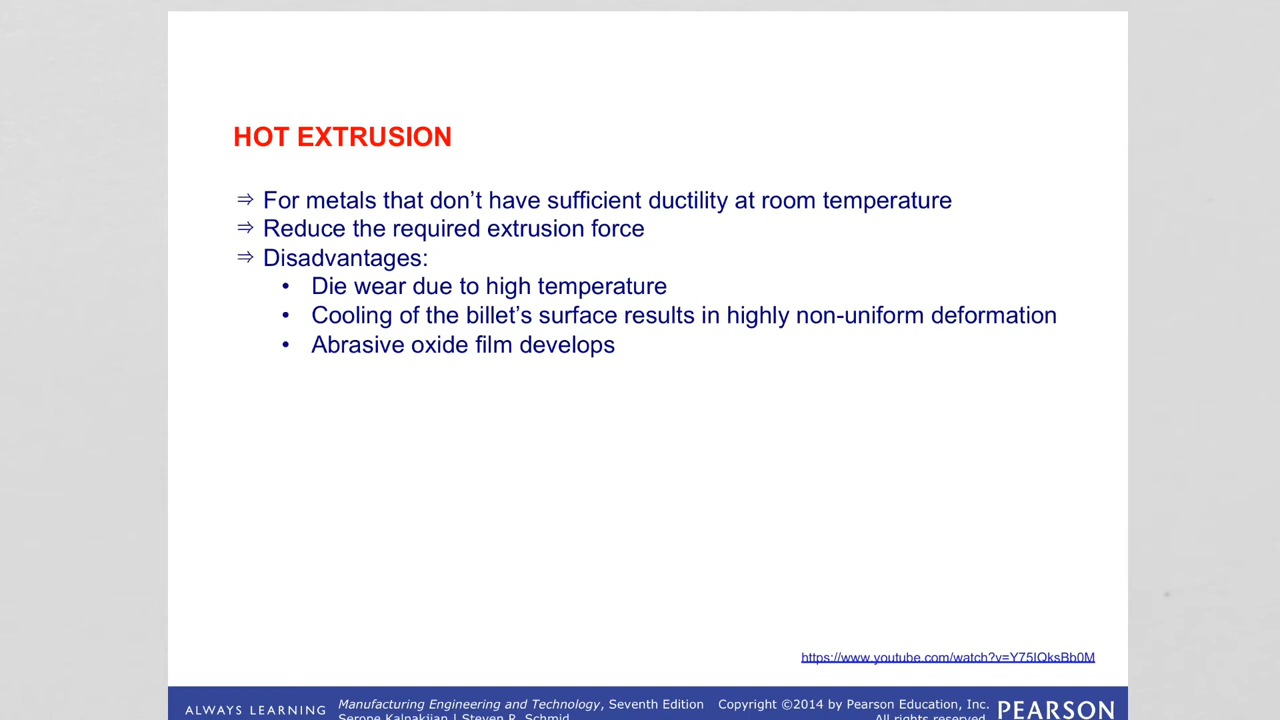 HOT EXTRUSION
⇒ For metals that don’t have sufficient ductility at room temperature
⇒ Reduce the required extrusion force
⇒ Disadvantages:
• Die wear due to high temperature
• Cooling of the billet’s surface results in highly non-uniform deformation
• Abrasive oxide film develops
https://www.youtube.com/watch?v=Y75IQksBb0M
ALWAYS LEARNING
Manufacturing Engineering and Technology, Seventh Edition
Serope Kalpakjian | Steven R. Schmid
Copyright ©2014 by Pearson Education, Inc.
All rights reserved.
PEARSON